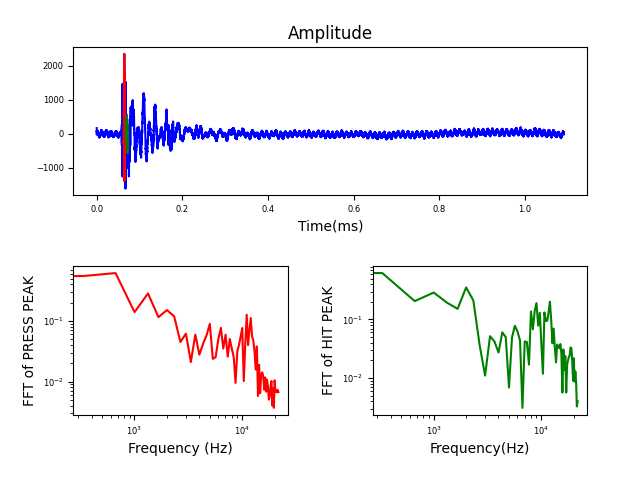 Amplitude
2000
1000
0
−1000
0.0 0.2 0.4 0.6 0.8 1.0
Time(ms)
FFT of PRESS PEAK
10⁻¹
10⁻²
10³ 10⁴
Frequency (Hz)
FFT of HIT PEAK
10⁻¹
10⁻²
10³ 10⁴
Frequency(Hz)